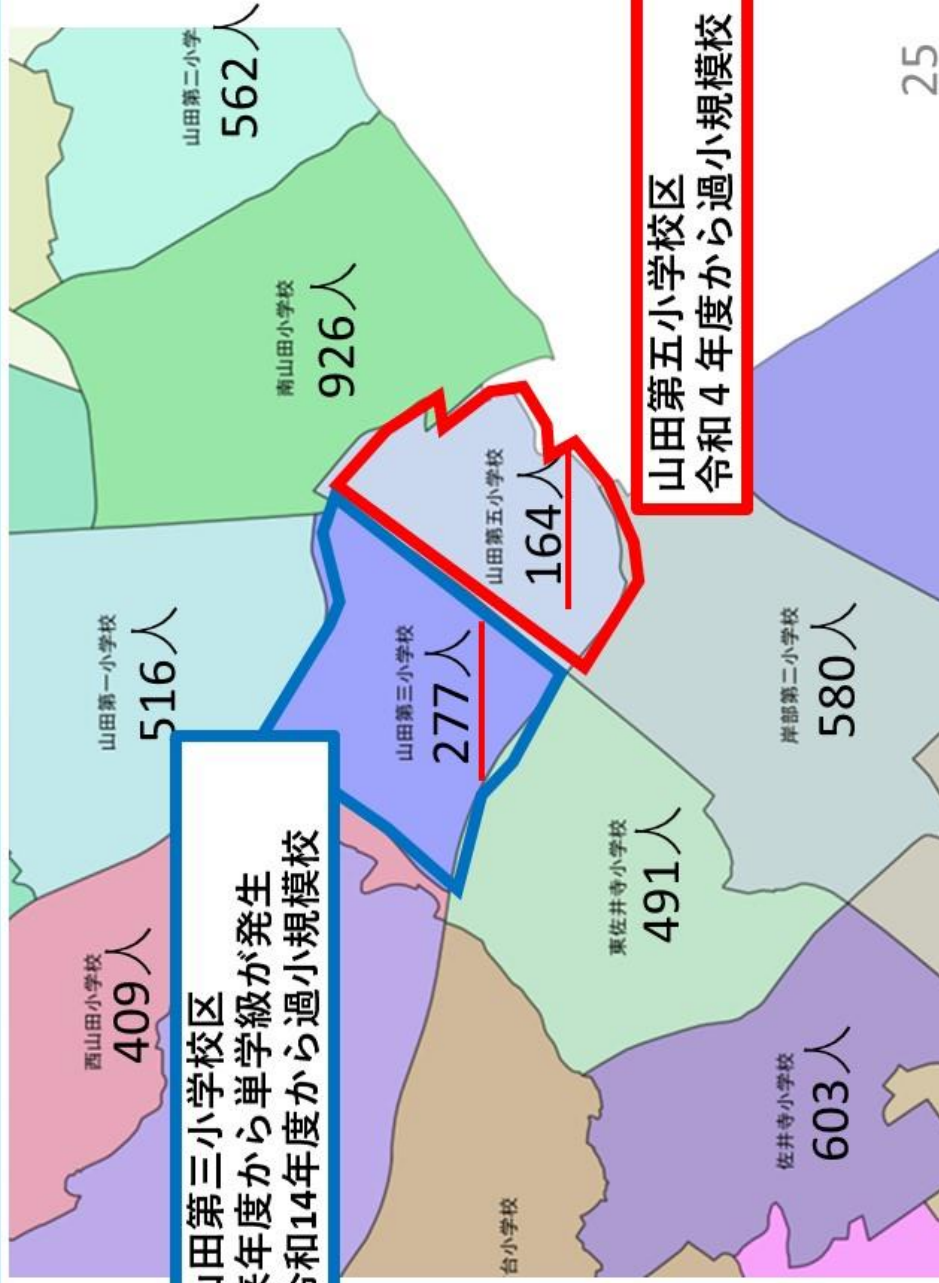 山田第二小学
562人
南山田小学校
926人
山田第五小学校区
令和4年度から過小規模校
山田第一小学校
516人
山田第三小学校
277人
山田第五小学校
164人
西山田小学校
409人
田第三小学校区
年度から単学級が発生
和14年度から過小規模校
東佐井寺小学校
491人
岸部第二小学校
580人
台小学校
佐井寺小学校
603人
25